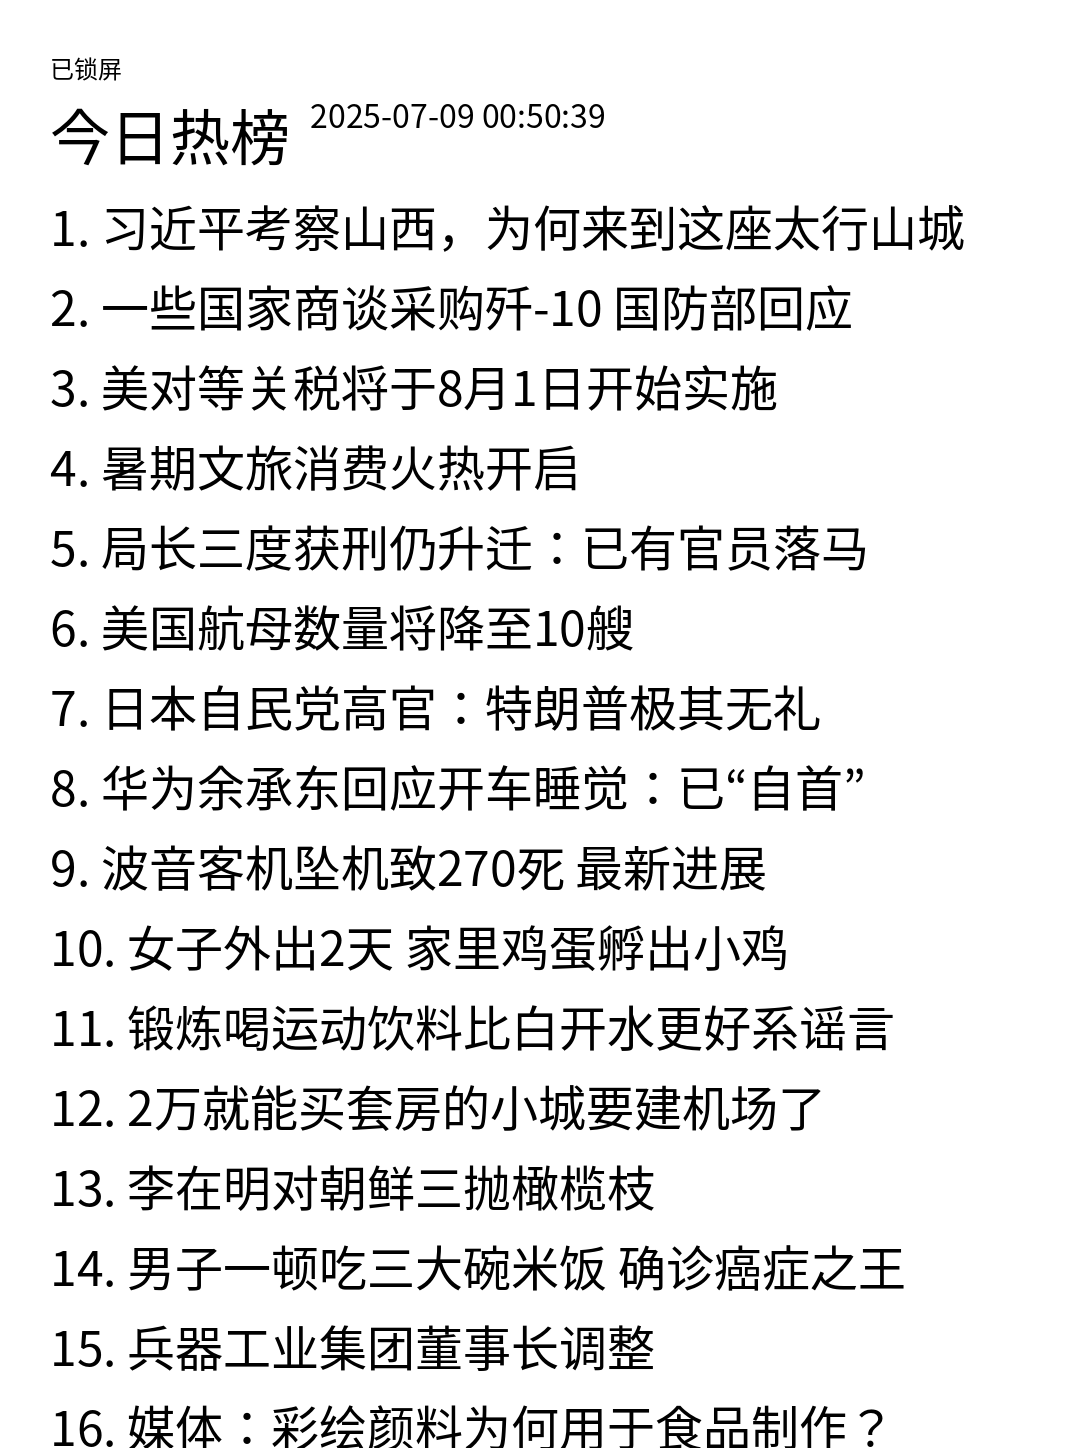 已锁屏
今日热榜 2025-07-09 00:50:39
1. 习近平考察山西，为何来到这座太行山城
2. 一些国家商谈采购歼-10 国防部回应
3. 美对等关税将于8月1日开始实施
4. 暑期文旅消费火热开启
5. 局长三度获刑仍升迁：已有官员落马
6. 美国航母数量将降至10艘
7. 日本自民党高官：特朗普极其无礼
8. 华为余承东回应开车睡觉：已“自首”
9. 波音客机坠机致270死 最新进展
10. 女子外出2天 家里鸡蛋孵出小鸡
11. 锻炼喝运动饮料比白开水更好系谣言
12. 2万就能买套房的小城要建机场了
13. 李在明对朝鲜三抛橄榄枝
14. 男子一顿吃三大碗米饭 确诊癌症之王
15. 兵器工业集团董事长调整
16. 媒体：彩绘颜料为何用于食品制作？